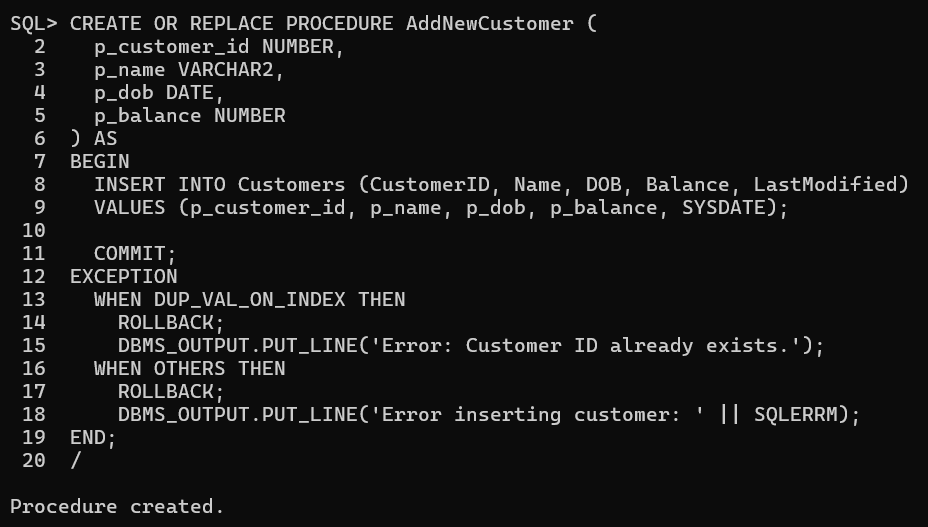 SQL> CREATE OR REPLACE PROCEDURE AddNewCustomer (
  2    p_customer_id NUMBER,
  3    p_name VARCHAR2,
  4    p_dob DATE,
  5    p_balance NUMBER
  6  ) AS
  7  BEGIN
  8    INSERT INTO Customers (CustomerID, Name, DOB, Balance, LastModified)
  9    VALUES (p_customer_id, p_name, p_dob, p_balance, SYSDATE);
 10
 11    COMMIT;
 12  EXCEPTION
 13    WHEN DUP_VAL_ON_INDEX THEN
 14      ROLLBACK;
 15      DBMS_OUTPUT.PUT_LINE('Error: Customer ID already exists.');
 16    WHEN OTHERS THEN
 17      ROLLBACK;
 18      DBMS_OUTPUT.PUT_LINE('Error inserting customer: ' || SQLERRM);
 19  END;
 20  /

Procedure created.